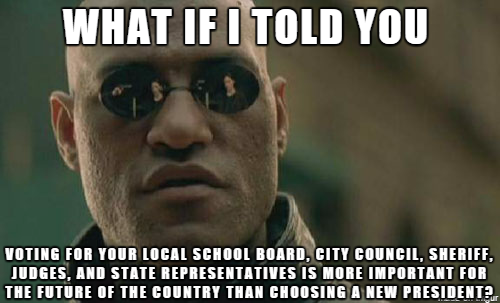 WHAT IF I TOLD YOU
VOTING FOR YOUR LOCAL SCHOOL BOARD, CITY COUNCIL, SHERIFF,
JUDGES, AND STATE REPRESENTATIVES IS MORE IMPORTANT FOR
THE FUTURE OF THE COUNTRY THAN CHOOSING A NEW PRESIDENT?